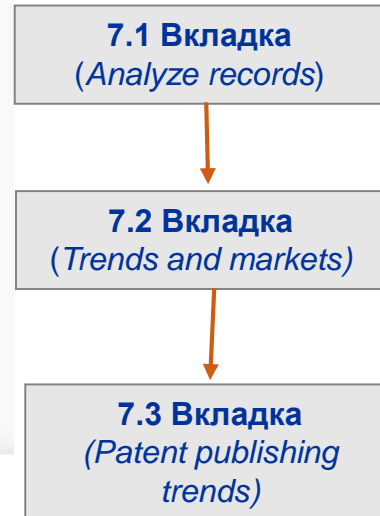 7.1 Вкладка
(Analyze records)
7.2 Вкладка
(Trends and markets)
7.3 Вкладка
(Patent publishing
trends)